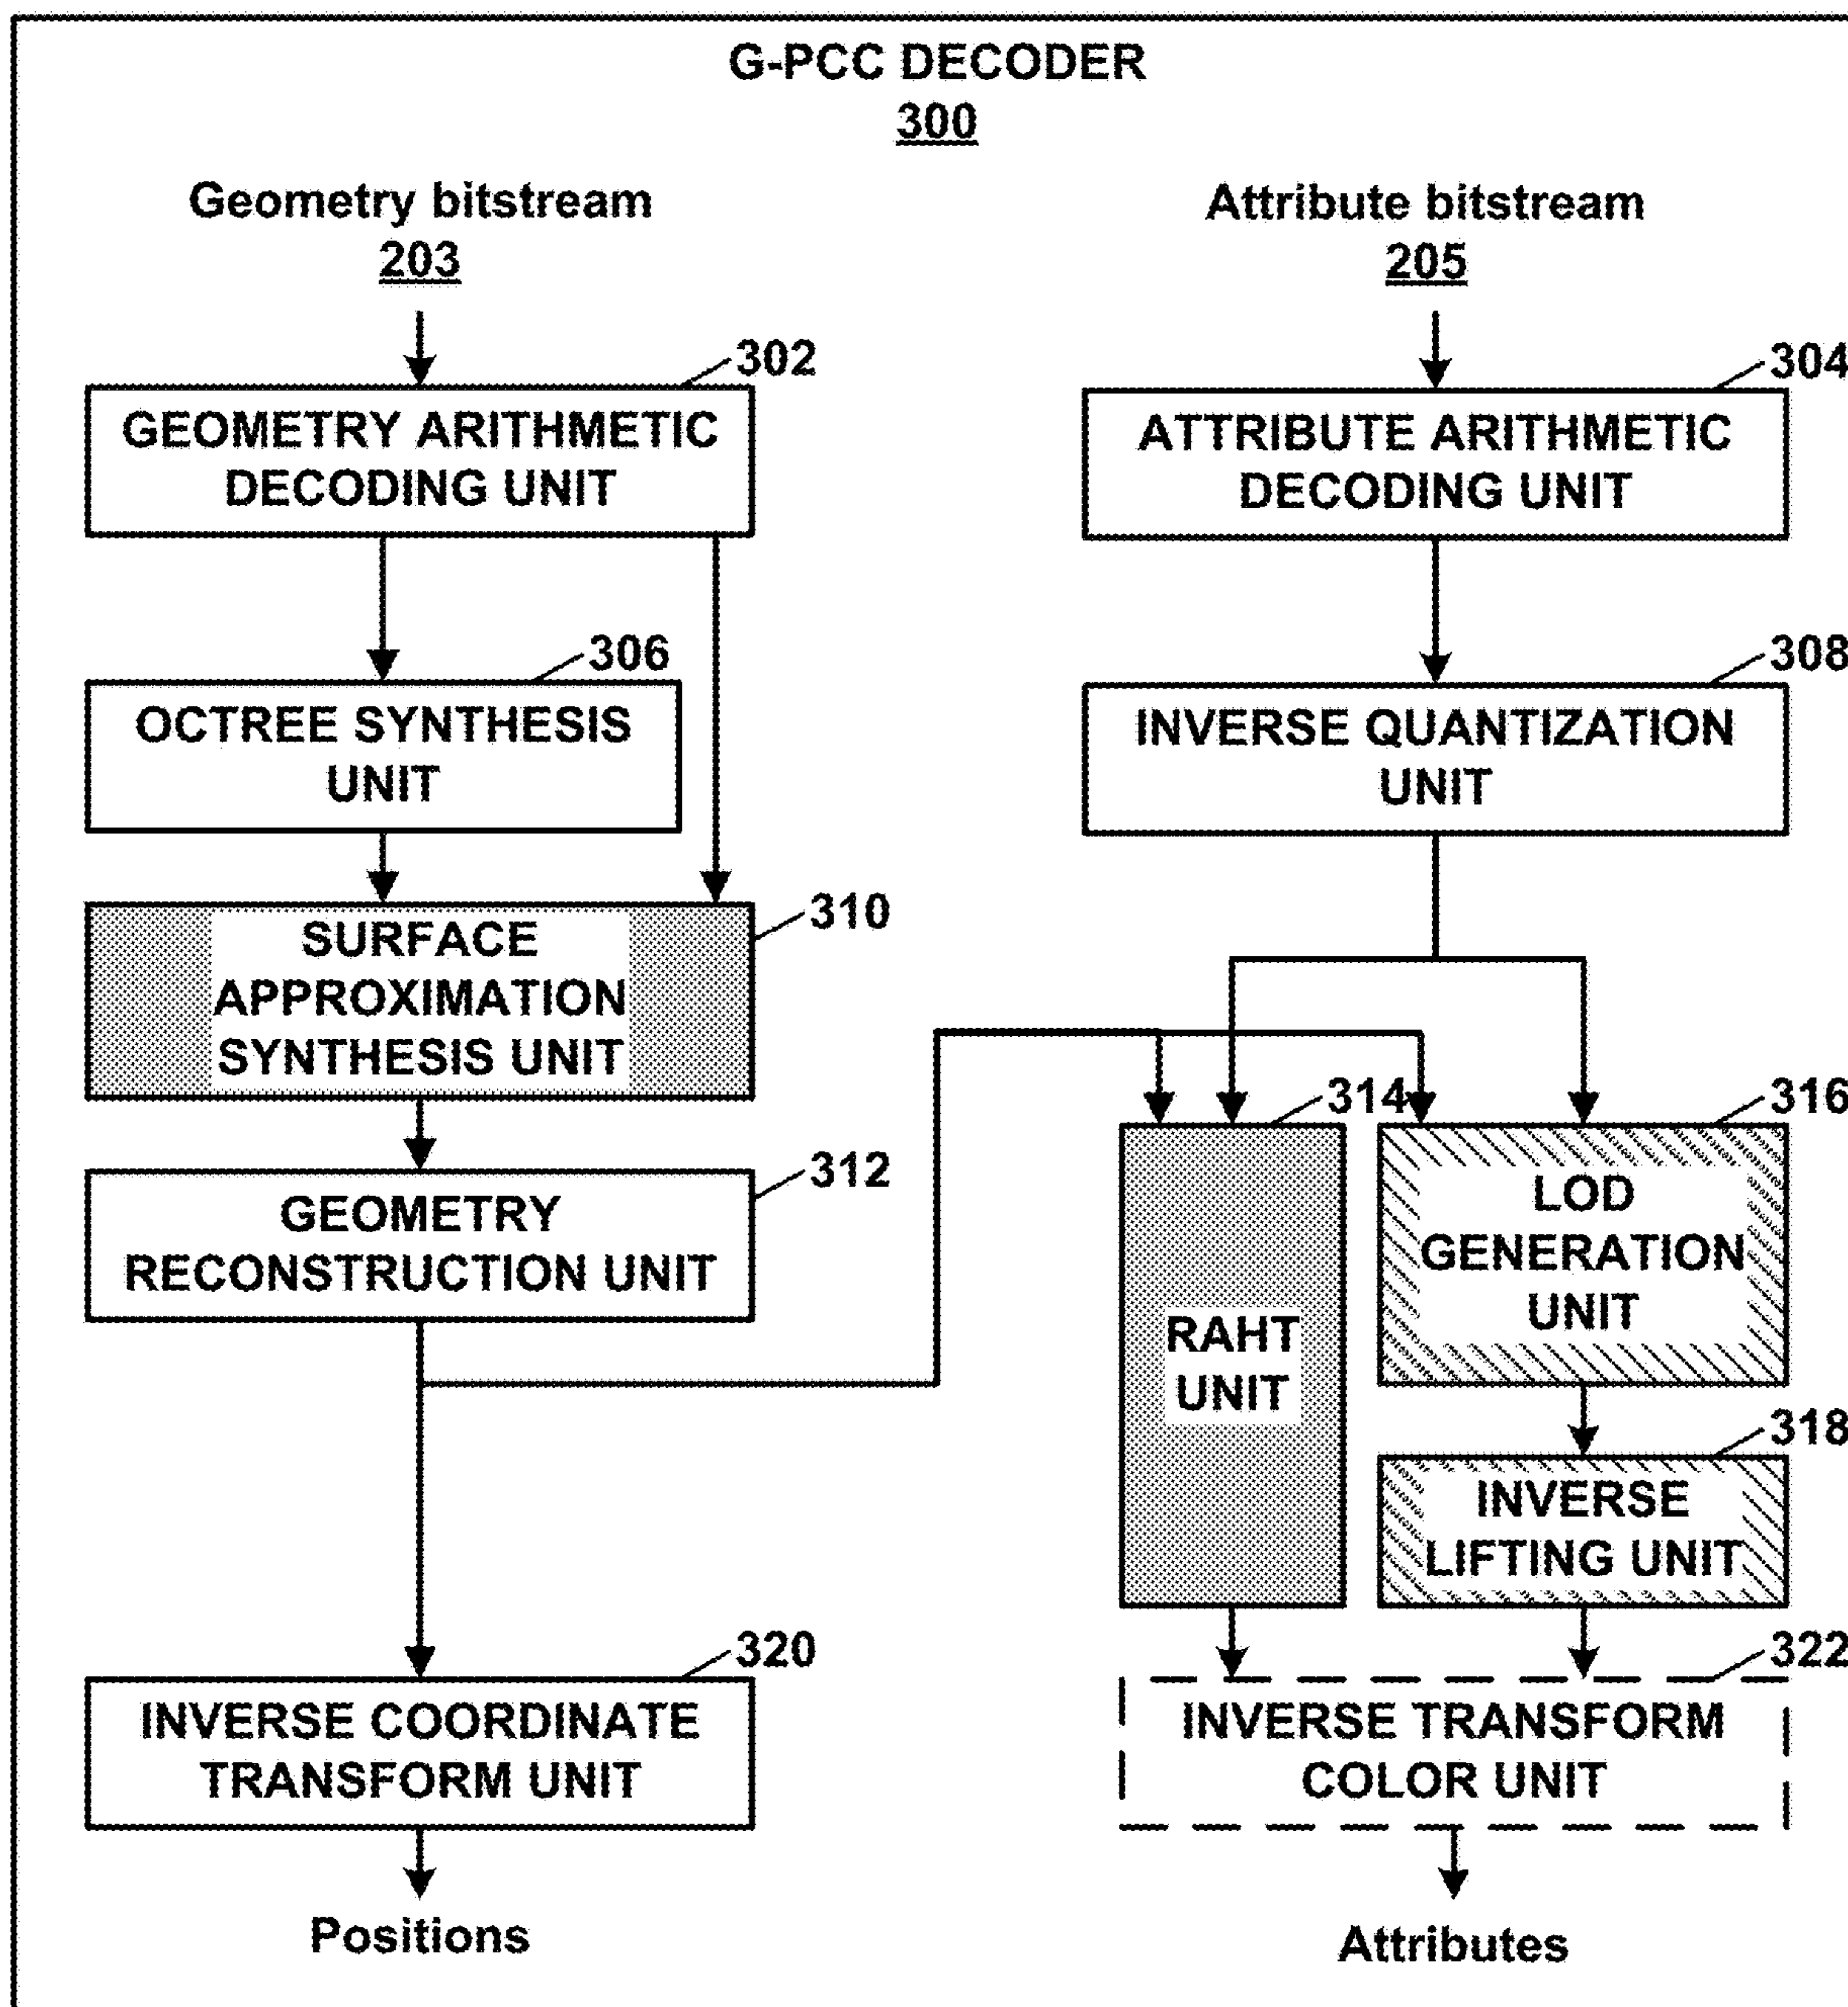 G-PCC DECODER
300
Geometry bitstream
203
Attribute bitstream
205
302
GEOMETRY ARITHMETIC
DECODING UNIT
304
ATTRIBUTE ARITHMETIC
DECODING UNIT
306
OCTREE SYNTHESIS
UNIT
308
INVERSE QUANTIZATION
UNIT
310
SURFACE
APPROXIMATION
SYNTHESIS UNIT
312
GEOMETRY
RECONSTRUCTION UNIT
314
RAHT
UNIT
316
LOD
GENERATION
UNIT
318
INVERSE
LIFTING UNIT
320
INVERSE COORDINATE
TRANSFORM UNIT
322
INVERSE TRANSFORM
COLOR UNIT
Positions
Attributes